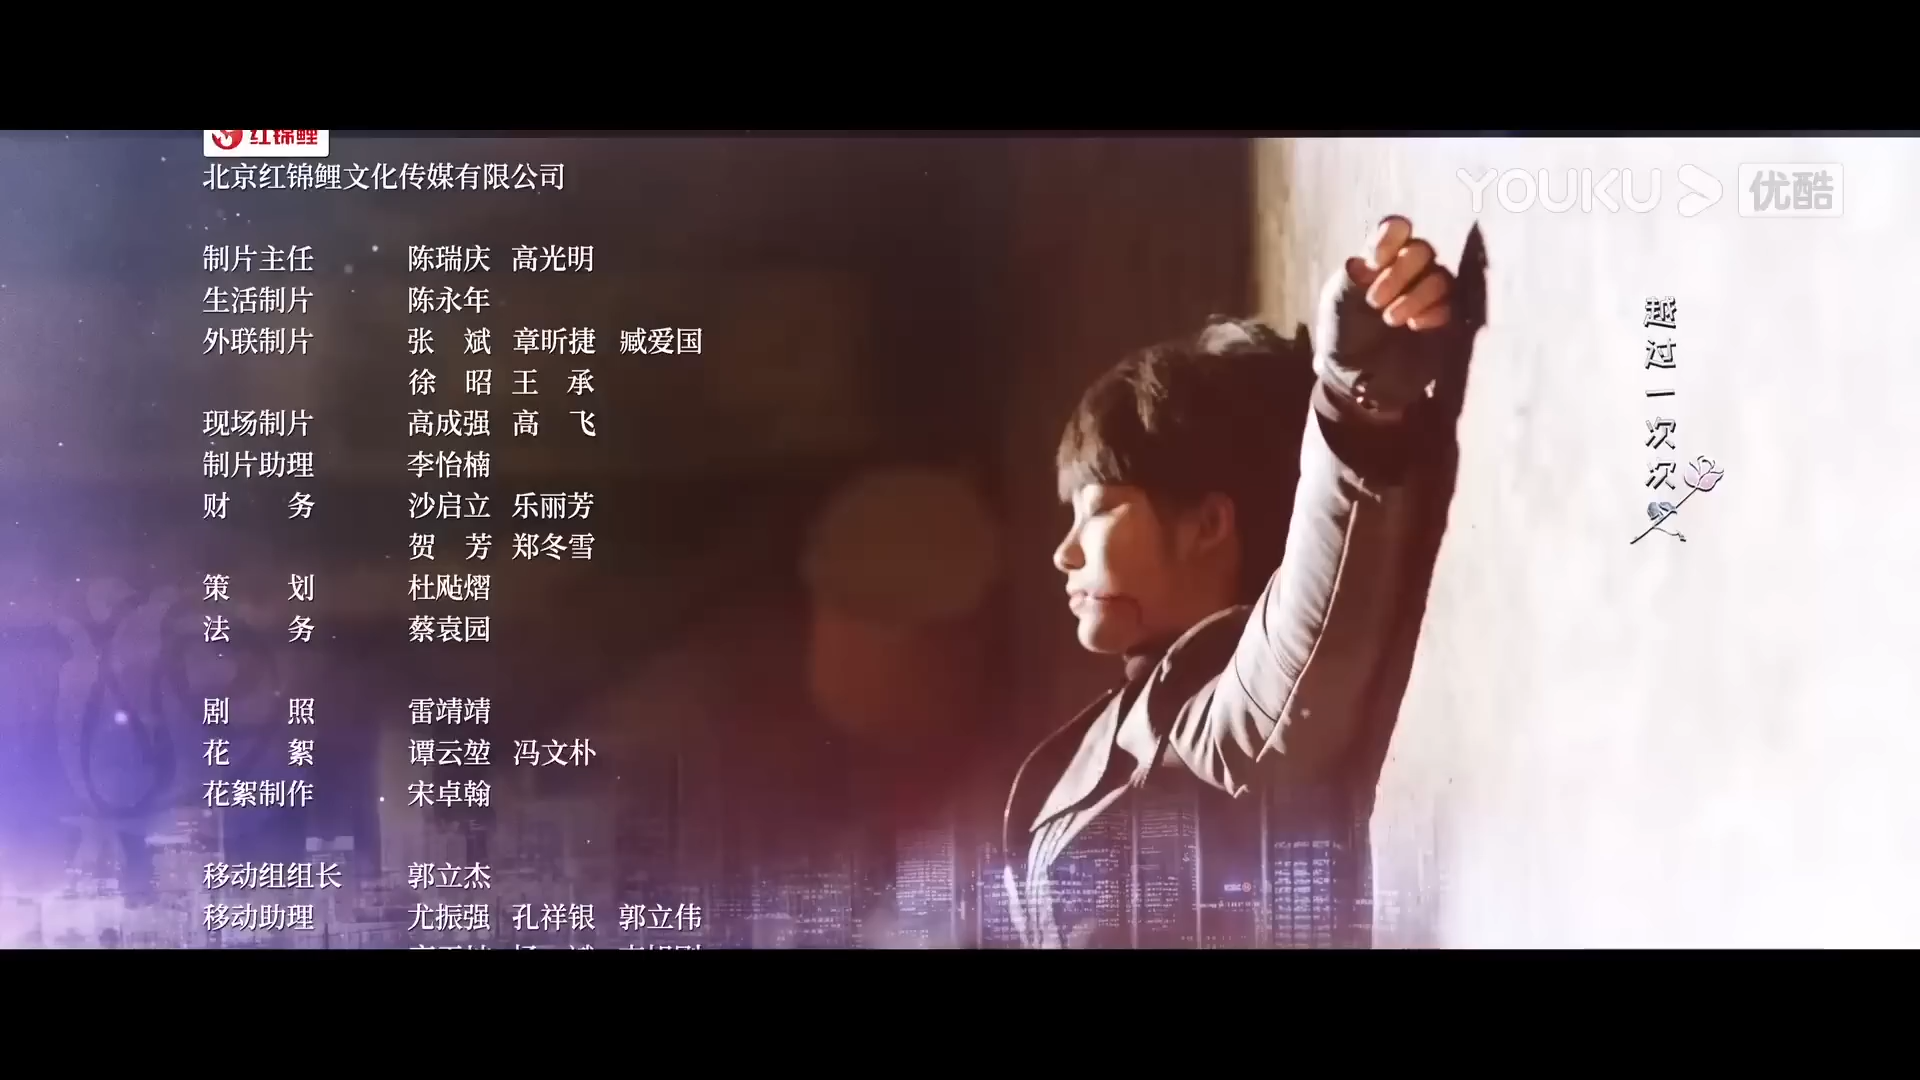 红锦鲤
北京红锦鲤文化传媒有限公司
YOUKU 优酷
制片主任 陈瑞庆 高光明
生活制片 陈永年
外联制片 张 斌 章昕捷 臧爱国
徐 昭 王 承
现场制片 高成强 高 飞
制片助理 李怡楠
财 务 沙启立 乐丽芳
贺 芳 郑冬雪
策 划 杜飐熠
法 务 蔡袁园
剧 照 雷靖靖
花 絮 谭云堃 冯文朴
花絮制作 宋卓翰
移动组组长 郭立杰
移动助理 尤振强 孔祥银 郭立伟
越过一次次